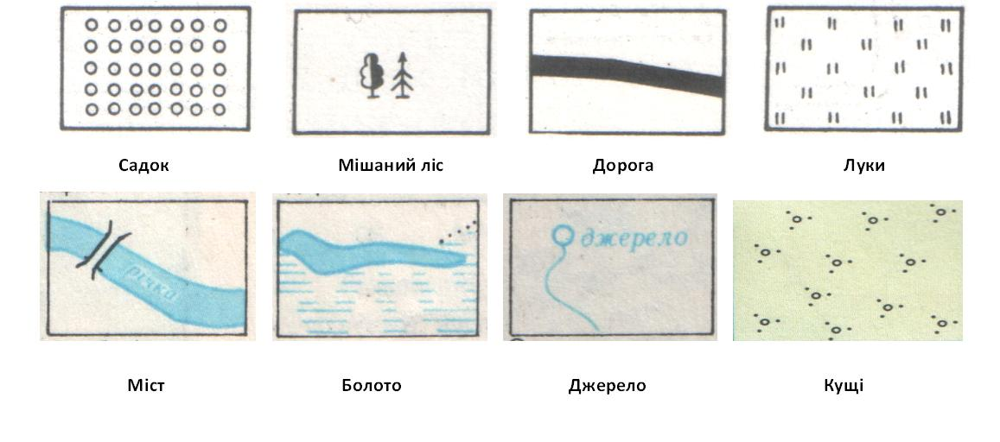 Садок
Мішаний ліс
Дорога
Луки
річка
джерело
Міст
Болото
Джерело
Кущі